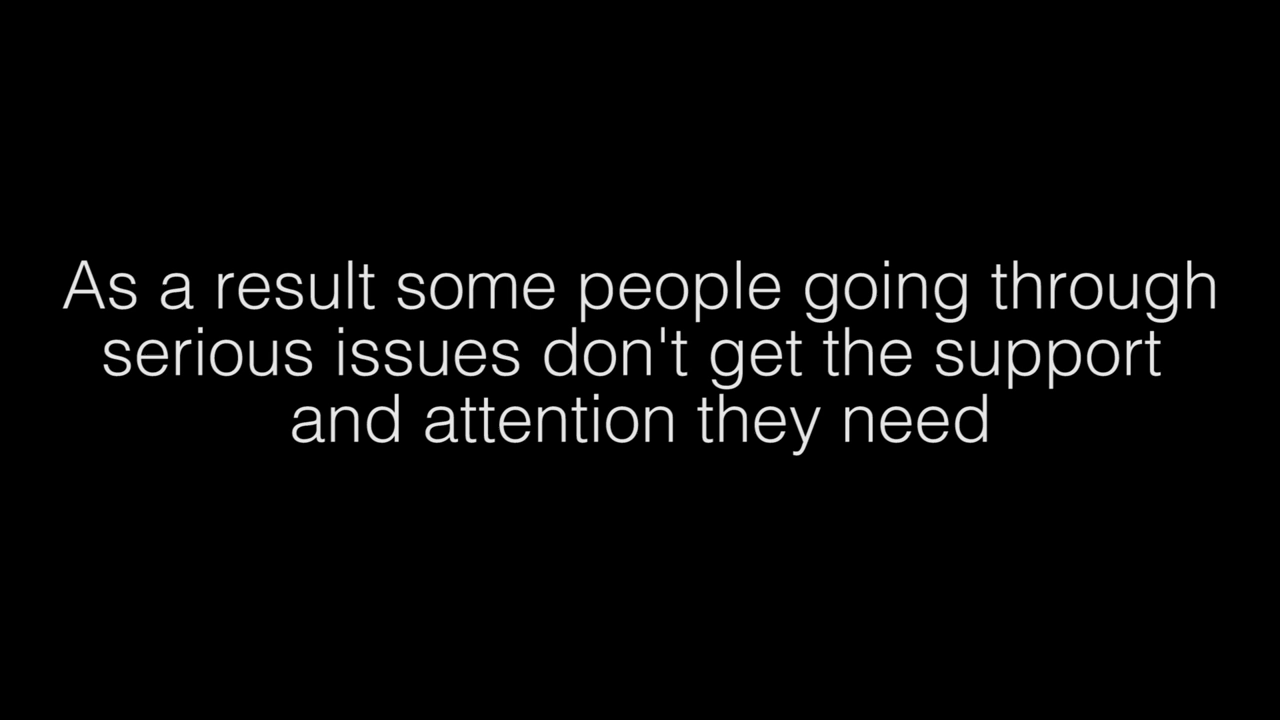 As a result some people going through
serious issues don't get the support
and attention they need